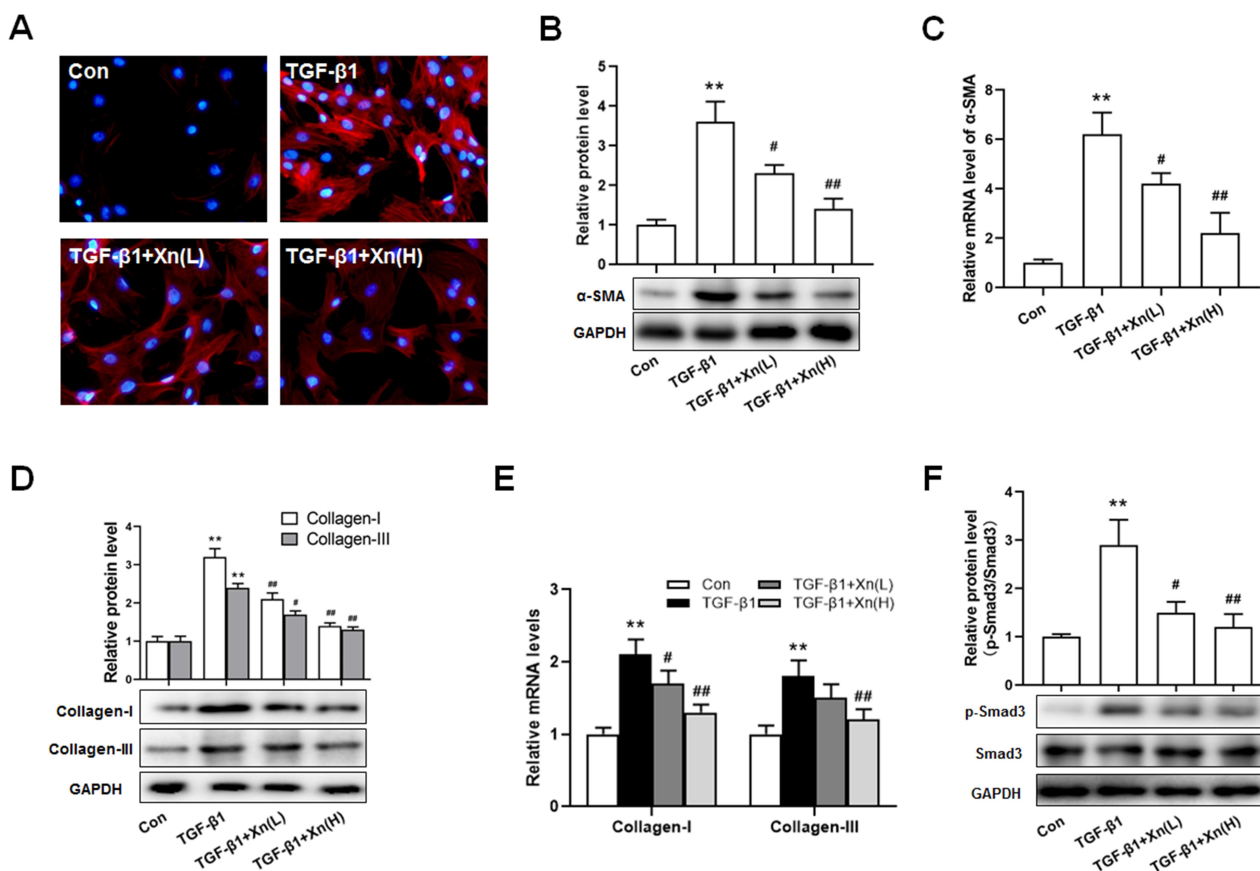 A
Con
TGF-β1
TGF-β1+Xn(L)
TGF-β1+Xn(H)
B
Relative protein level
5
4
3
2
1
0
**
#
##
α-SMA
GAPDH
Con
TGF-β1
TGF-β1+Xn(L)
TGF-β1+Xn(H)
C
Relative mRNA level of α-SMA
8
6
4
2
0
**
#
##
Con
TGF-β1
TGF-β1+Xn(L)
TGF-β1+Xn(H)
D
Relative protein level
4
3
2
1
0
Collagen-I
Collagen-III
**
**
##
#
##
##
Collagen-I
Collagen-III
GAPDH
Con
TGF-β1
TGF-β1+Xn(L)
TGF-β1+Xn(H)
E
Relative mRNA levels
3
2
1
0
Con
TGF-β1
TGF-β1+Xn(L)
TGF-β1+Xn(H)
**
#
##
**
##
Collagen-I
Collagen-III
F
Relative protein level
(p-Smad3/Smad3)
4
3
2
1
0
**
#
##
p-Smad3
Smad3
GAPDH
Con
TGF-β1
TGF-β1+Xn(L)
TGF-β1+Xn(H)